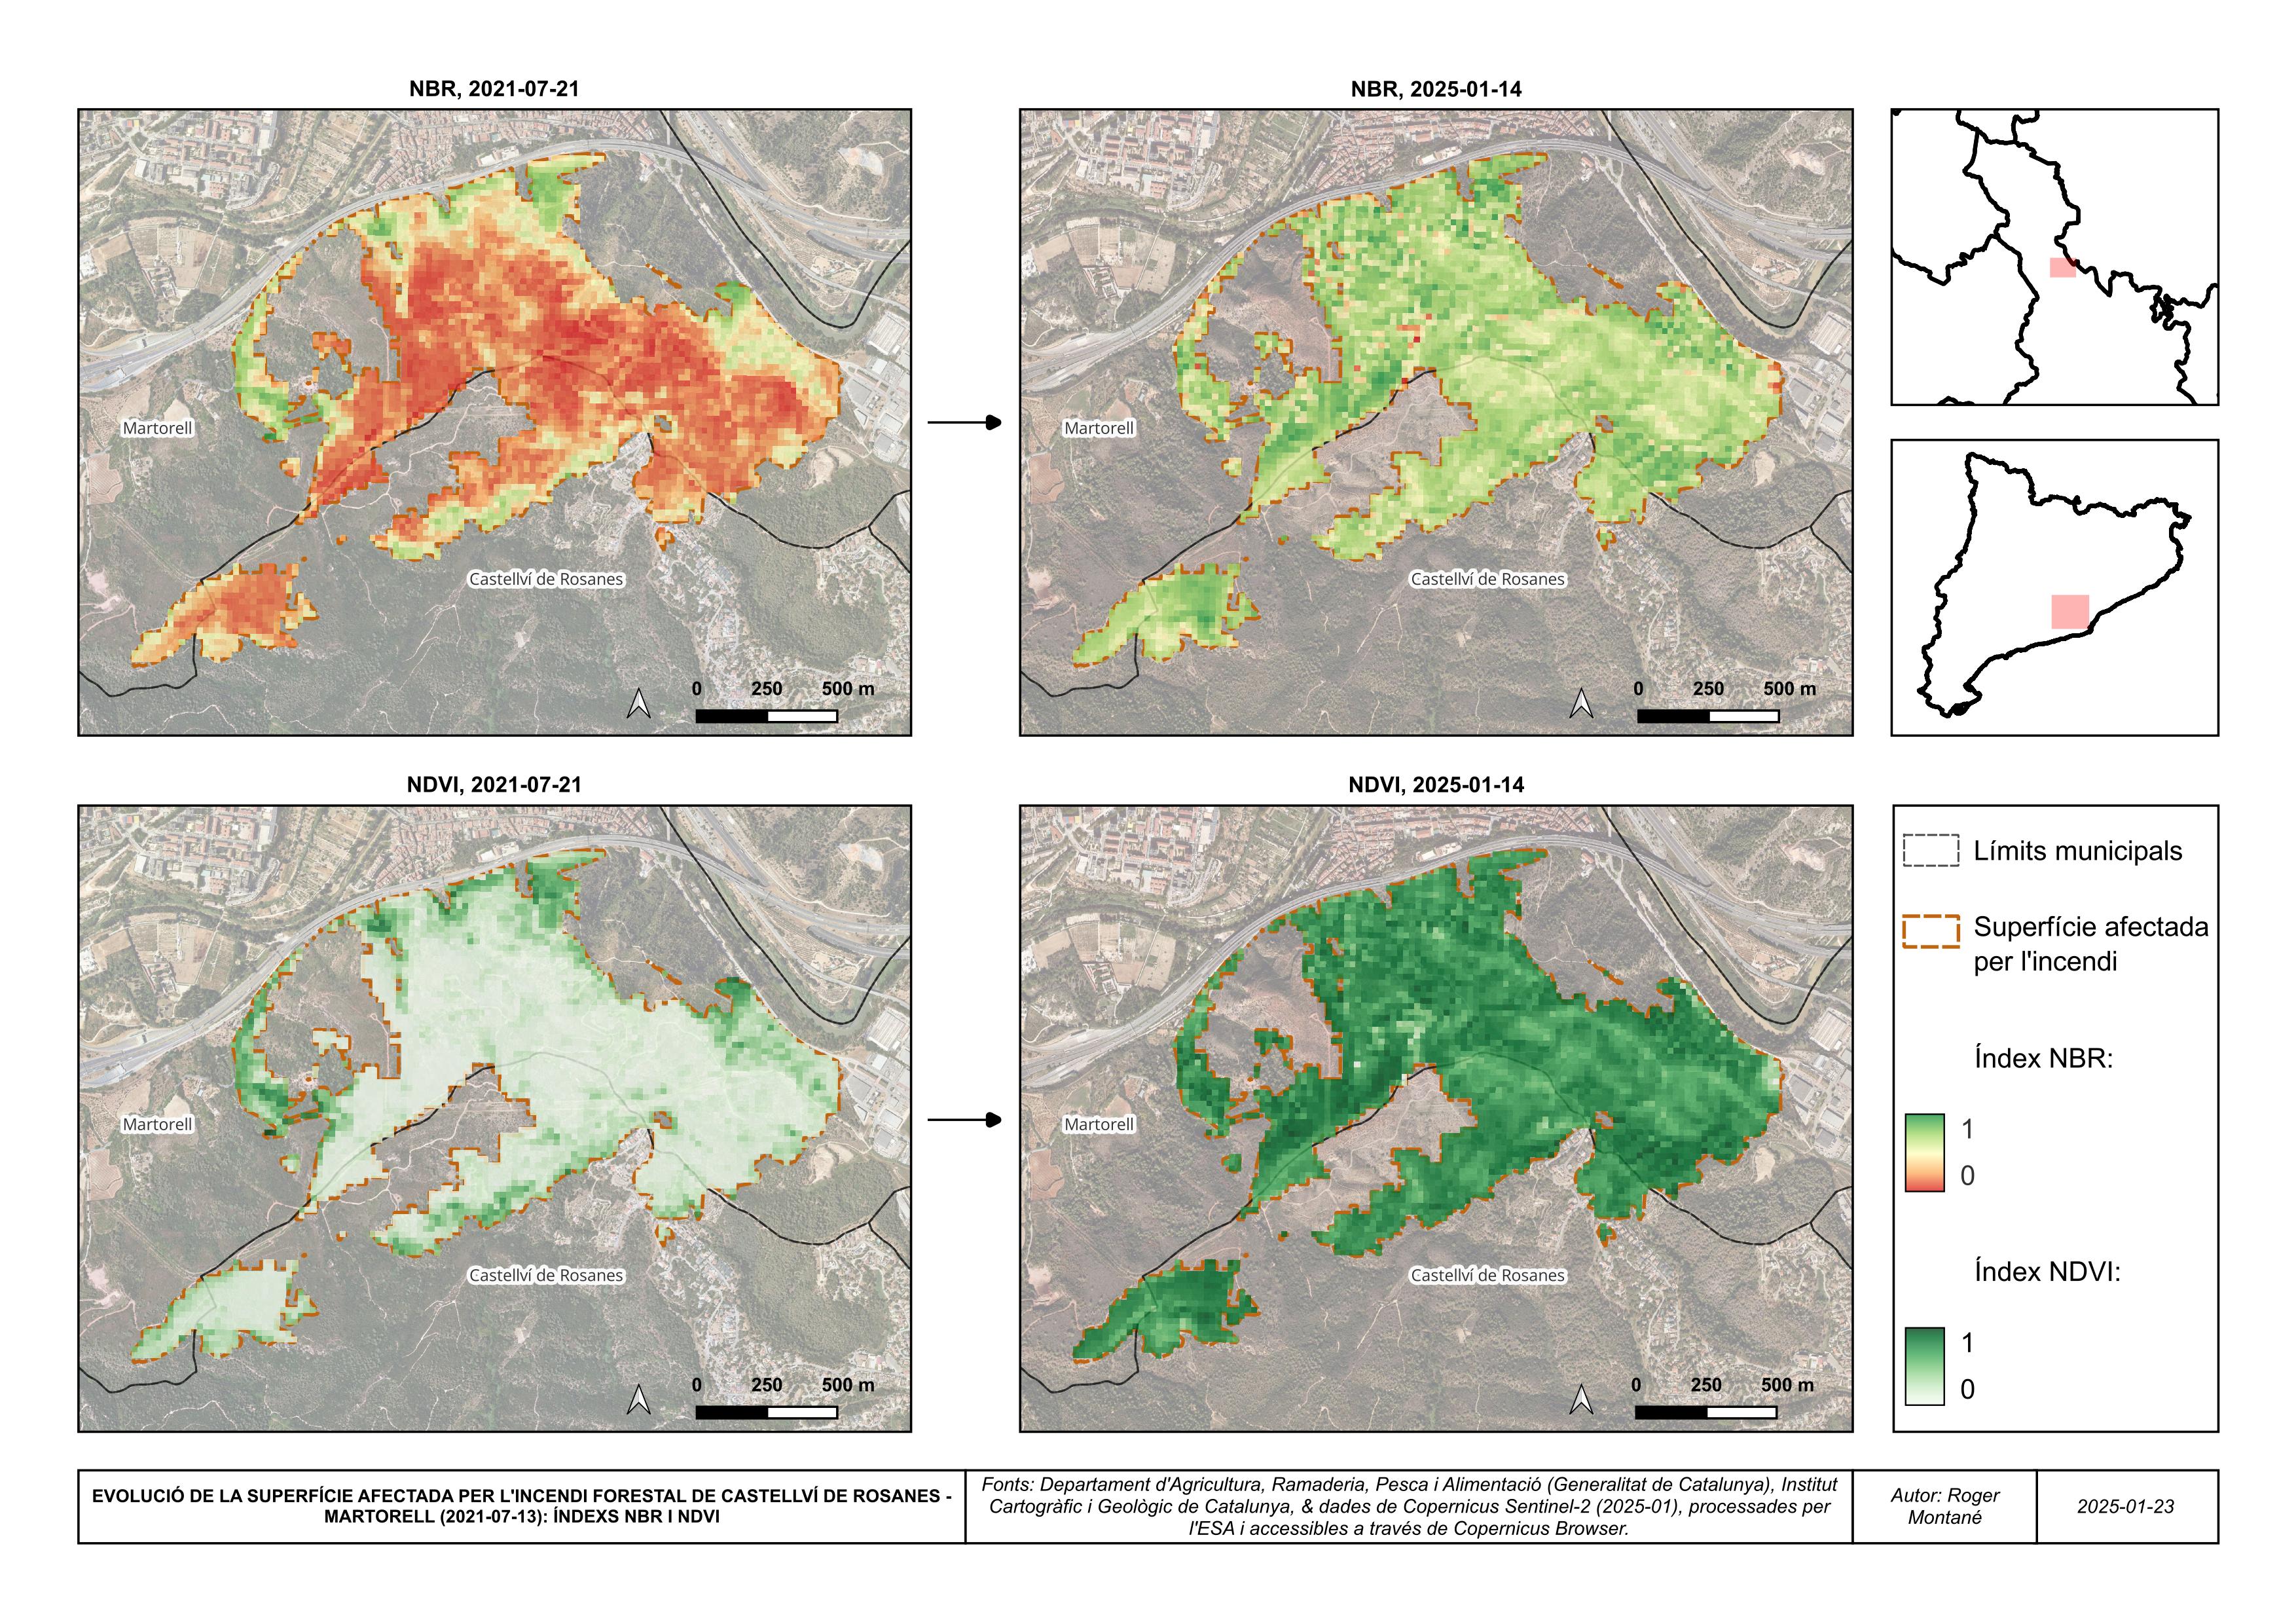 NBR, 2021-07-21
NBR, 2025-01-14
Martorell
Castellví de Rosanes
0 250 500 m
Martorell
Castellví de Rosanes
0 250 500 m
NDVI, 2021-07-21
NDVI, 2025-01-14
Martorell
Castellví de Rosanes
0 250 500 m
Martorell
Castellví de Rosanes
0 250 500 m
Límits municipals
Superfície afectada
per l'incendi
Índex NBR:
1
0
Índex NDVI:
1
0
EVOLUCIÓ DE LA SUPERFÍCIE AFECTADA PER L'INCENDI FORESTAL DE CASTELLVÍ DE ROSANES -
MARTORELL (2021-07-13): ÍNDEXS NBR I NDVI
Fonts: Departament d'Agricultura, Ramaderia, Pesca i Alimentació (Generalitat de Catalunya), Institut
Cartogràfic i Geològic de Catalunya, & dades de Copernicus Sentinel-2 (2025-01), processades per
l'ESA i accessibles a través de Copernicus Browser.
Autor: Roger
Montané
2025-01-23